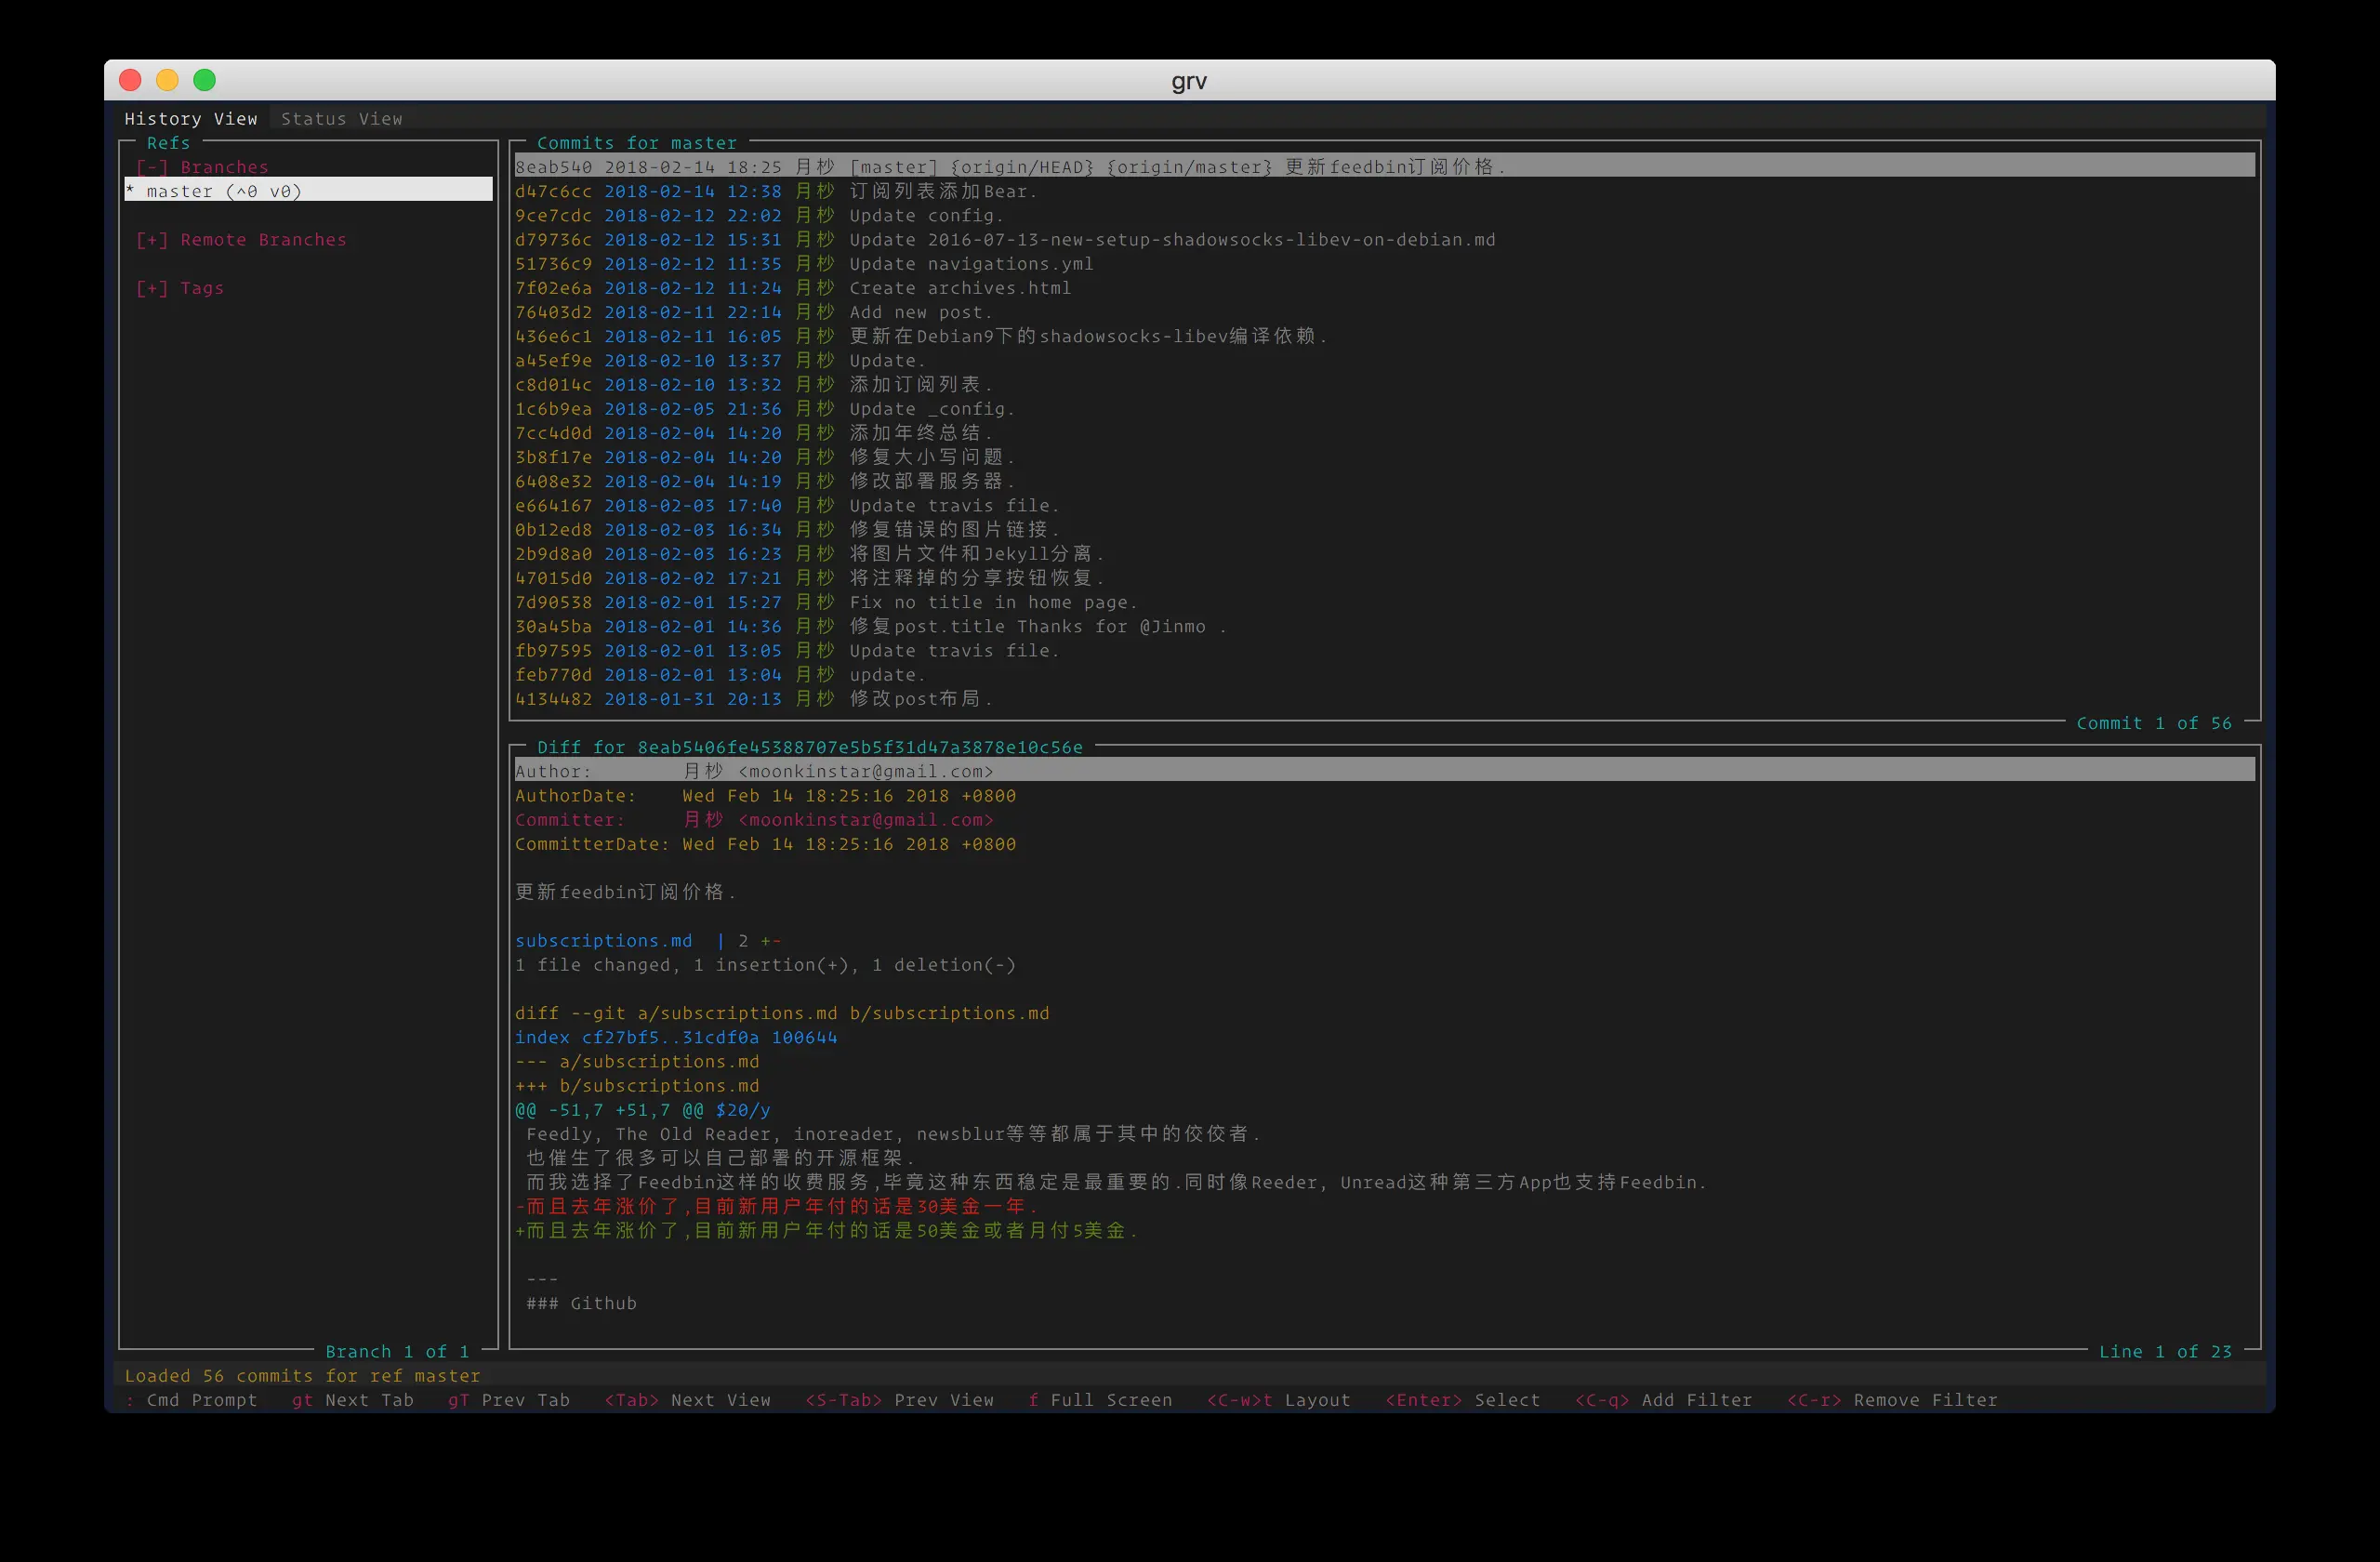 grv
History View Status View
Refs
[-] Branches
* master (^0 v0)
[+] Remote Branches
[+] Tags
Branch 1 of 1
Commits for master
8eab540 2018-02-14 18:25 月秒 [master] {origin/HEAD} {origin/master} 更新feedbin订阅价格.
d47c6cc 2018-02-14 12:38 月秒 订阅列表添加Bear.
9ce7cdc 2018-02-12 22:02 月秒 Update config.
d79736c 2018-02-12 15:31 月秒 Update 2016-07-13-new-setup-shadowsocks-libev-on-debian.md
51736c9 2018-02-12 11:35 月秒 Update navigations.yml
7f02e6a 2018-02-12 11:24 月秒 Create archives.html
76403d2 2018-02-11 22:14 月秒 Add new post.
436e6c1 2018-02-11 16:05 月秒 更新在Debian9下的shadowsocks-libev编译依赖.
a45ef9e 2018-02-10 13:37 月秒 Update.
c8d014c 2018-02-10 13:32 月秒 添加订阅列表.
1c6b9ea 2018-02-05 21:36 月秒 Update _config.
7cc4d0d 2018-02-04 14:20 月秒 添加年终总结.
3b8f17e 2018-02-04 14:20 月秒 修复大小写问题.
6408e32 2018-02-04 14:19 月秒 修改部署服务器.
e664167 2018-02-03 17:40 月秒 Update travis file.
0b12ed8 2018-02-03 16:34 月秒 修复错误的图片链接.
2b9d8a0 2018-02-03 16:23 月秒 将图片文件和Jekyll分离.
47015d0 2018-02-02 17:21 月秒 将注释掉的分享按钮恢复.
7d90538 2018-02-01 15:27 月秒 Fix no title in home page.
30a45ba 2018-02-01 14:36 月秒 修复post.title Thanks for @Jinmo .
fb97595 2018-02-01 13:05 月秒 Update travis file.
feb770d 2018-02-01 13:04 月秒 update.
4134482 2018-01-31 20:13 月秒 修改post布局.
Commit 1 of 56
Diff for 8eab5406fe45388707e5b5f31d47a3878e10c56e
Author: 月秒 <moonkinstar@gmail.com>
AuthorDate: Wed Feb 14 18:25:16 2018 +0800
Committer: 月秒 <moonkinstar@gmail.com>
CommitterDate: Wed Feb 14 18:25:16 2018 +0800
更新feedbin订阅价格.
subscriptions.md | 2 +-
1 file changed, 1 insertion(+), 1 deletion(-)
diff --git a/subscriptions.md b/subscriptions.md
index cf27bf5..31cdf0a 100644
--- a/subscriptions.md
+++ b/subscriptions.md
@@ -51,7 +51,7 @@ $20/y
Feedly, The Old Reader, inoreader, newsblur等等都属于其中的佼佼者.
也催生了很多可以自己部署的开源框架.
而我选择了Feedbin这样的收费服务,毕竟这种东西稳定是最重要的.同时像Reeder, Unread这种第三方App也支持Feedbin.
-而且去年涨价了,目前新用户年付的话是30美金一年.
+而且去年涨价了,目前新用户年付的话是50美金或者月付5美金.
---
### Github
Line 1 of 23
Loaded 56 commits for ref master
: Cmd Prompt gt Next Tab gT Prev Tab <Tab> Next View <S-Tab> Prev View f Full Screen <C-w>t Layout <Enter> Select <C-q> Add Filter <C-r> Remove Filter